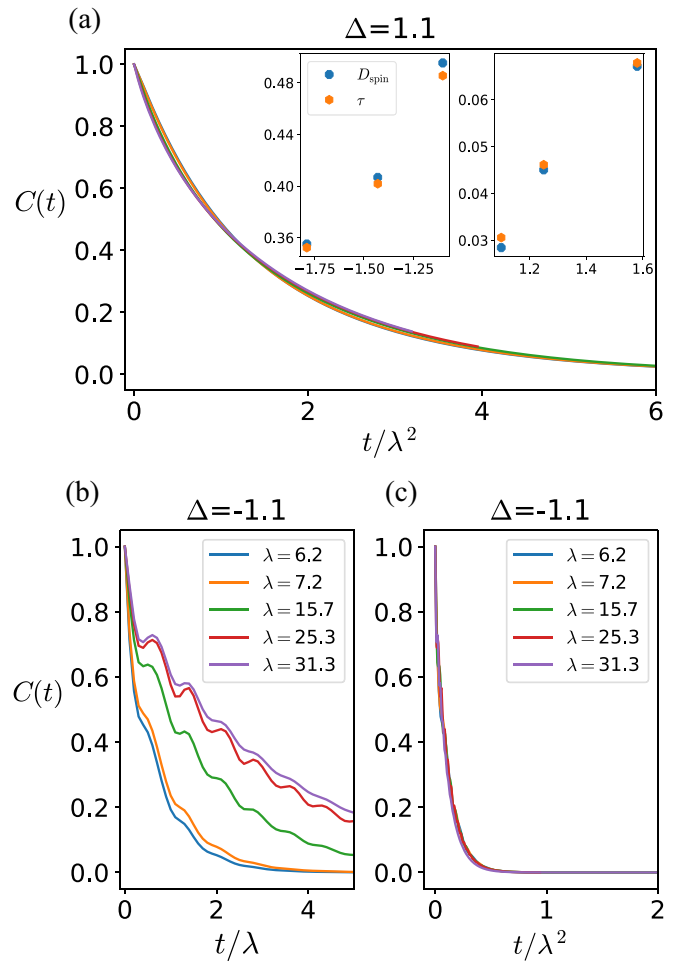 (a)
Δ=1.1
C(t)
1.0
0.8
0.6
0.4
0.2
0.0
0 2 4 6
t/λ²
D_spin
τ
0.48
0.44
0.40
0.36
−1.75 −1.50 −1.25
0.06
0.05
0.04
0.03
1.2 1.4 1.6
(b)
Δ=-1.1
C(t)
1.0
0.8
0.6
0.4
0.2
0.0
λ = 6.2
λ = 7.2
λ = 15.7
λ = 25.3
λ = 31.3
0 2 4
t/λ
(c)
Δ=-1.1
1.0
0.8
0.6
0.4
0.2
0.0
λ = 6.2
λ = 7.2
λ = 15.7
λ = 25.3
λ = 31.3
0 1 2
t/λ²